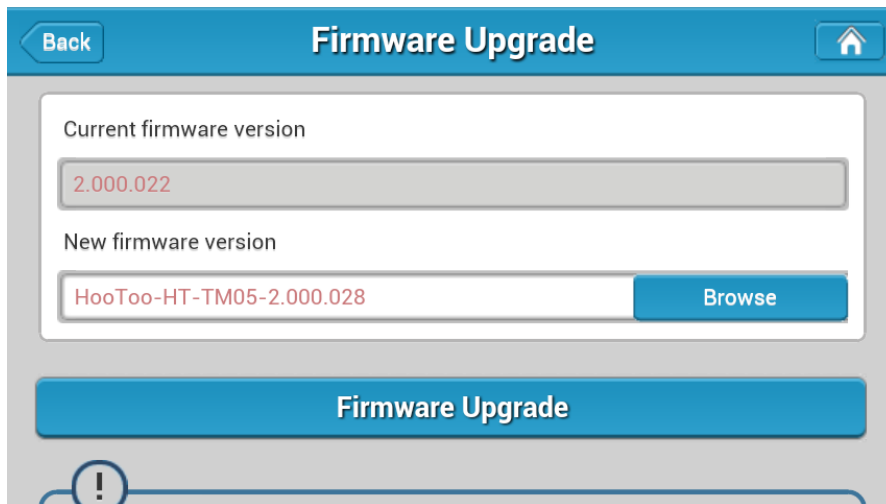 Back
Firmware Upgrade
Current firmware version
2.000.022
New firmware version
HooToo-HT-TM05-2.000.028
Browse
Firmware Upgrade
!